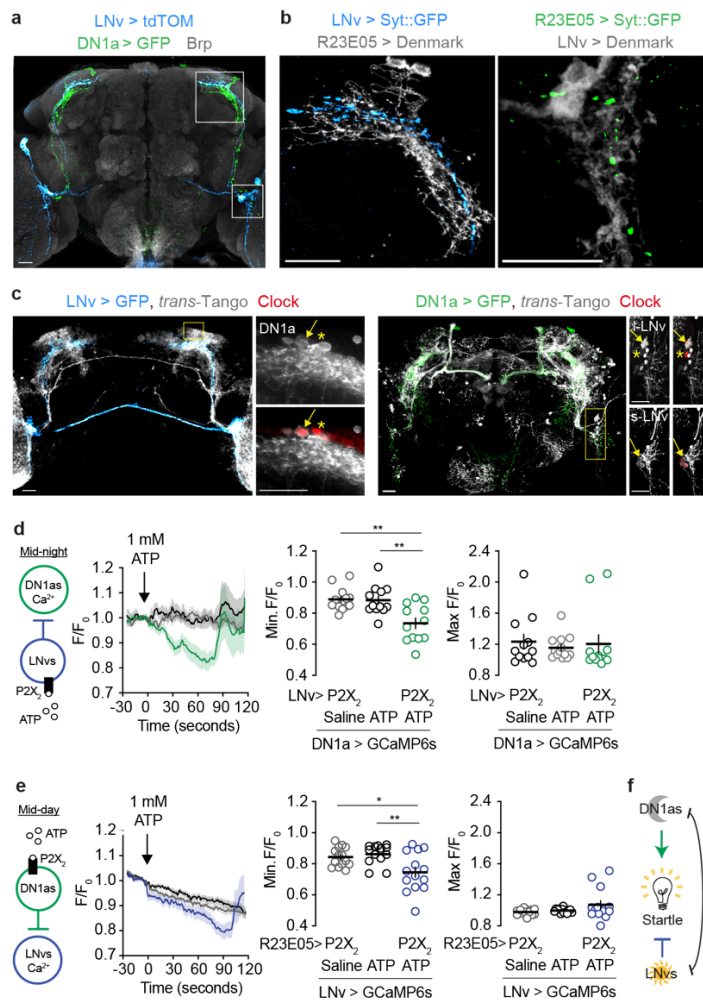 a
LNv > tdTOM
DN1a > GFP Brp
b
LNv > Syt::GFP
R23E05 > Denmark
R23E05 > Syt::GFP
LNv > Denmark
c
LNv > GFP, trans-Tango Clock
DN1a
*
*
DN1a > GFP, trans-Tango Clock
l-LNv
*
*
s-LNv
d
Mid-night
DN1as
Ca²⁺
LNvs
P2X₂
ATP
1 mM
ATP
F/F₀
1.1
1.0
0.9
0.8
0.7
-30 0 30 60 90 120
Time (seconds)
**
**
Min. F/F₀
1.2
1.0
0.8
0.6
0.4
LNv> P2X₂ P2X₂
Saline ATP ATP
DN1a > GCaMP6s
Max F/F₀
2.4
2.0
1.6
1.2
0.8
LNv> P2X₂ P2X₂
Saline ATP ATP
DN1a > GCaMP6s
e
Mid-day
ATP
P2X₂
DN1as
LNvs
Ca²⁺
1 mM
ATP
F/F₀
1.2
1.1
1.0
0.9
0.8
0.7
-30 0 30 60 90 120
Time (seconds)
*
**
Min. F/F₀
1.2
1.0
0.8
0.6
0.4
R23E05> P2X₂ P2X₂
Saline ATP ATP
LNv > GCaMP6s
Max F/F₀
2.4
2.0
1.6
1.2
0.8
R23E05> P2X₂ P2X₂
Saline ATP ATP
LNv > GCaMP6s
f
DN1as
Startle
LNvs